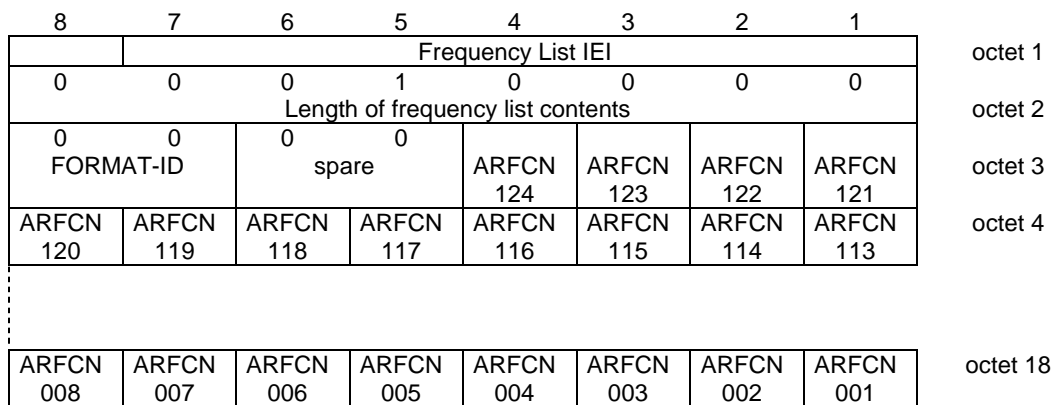 8 7 6 5 4 3 2 1
Frequency List IEI octet 1
0 0 0 1 0 0 0 0
Length of frequency list contents octet 2
0 0 0 0
FORMAT-ID spare ARFCN ARFCN ARFCN ARFCN octet 3
124 123 122 121
ARFCN ARFCN ARFCN ARFCN ARFCN ARFCN ARFCN ARFCN octet 4
120 119 118 117 116 115 114 113
ARFCN ARFCN ARFCN ARFCN ARFCN ARFCN ARFCN ARFCN octet 18
008 007 006 005 004 003 002 001